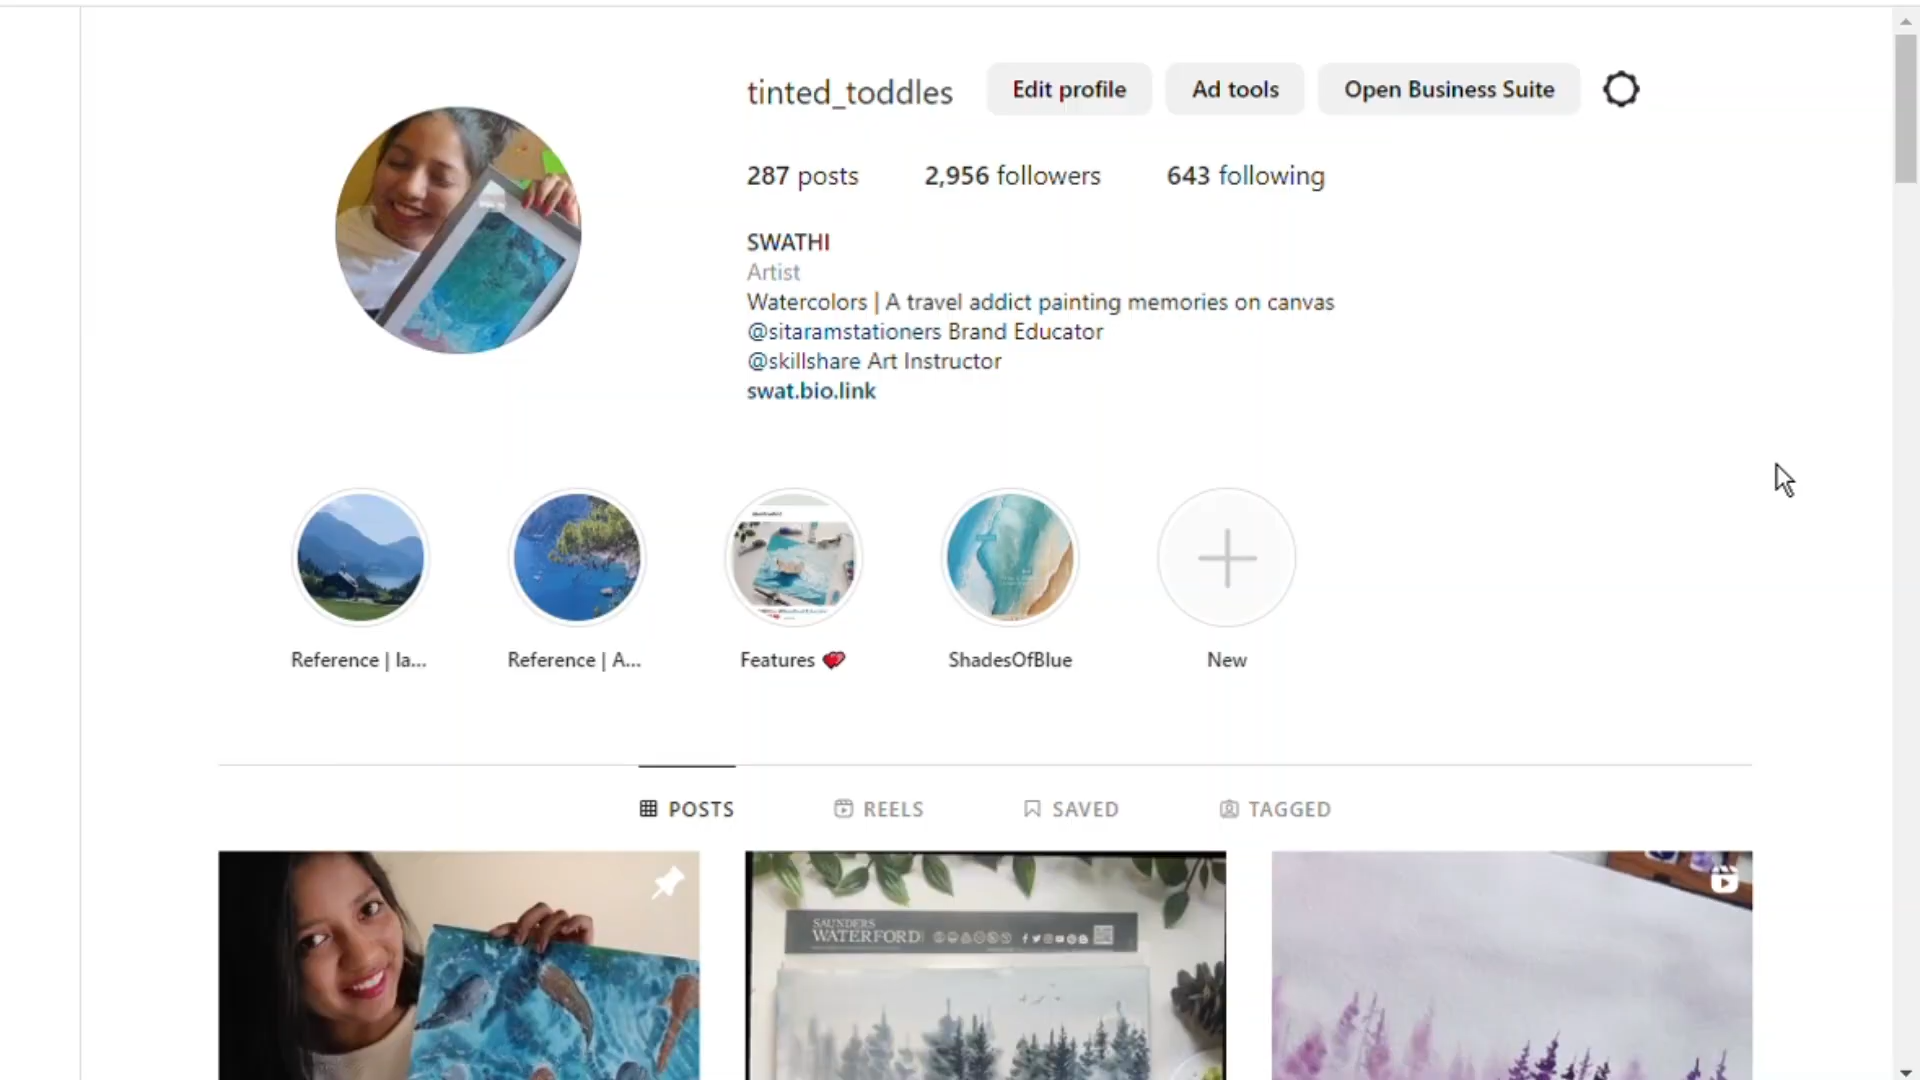 tinted_toddles Edit profile Ad tools Open Business Suite
287 posts 2,956 followers 643 following
SWATHI
Artist
Watercolors | A travel addict painting memories on canvas
@sitaramstationers Brand Educator
@skillshare Art Instructor
swat.bio.link
Reference | la... Reference | A... Features 💕 ShadesOfBlue New
POSTS REELS SAVED TAGGED
SAUNDERS
WATERFORD